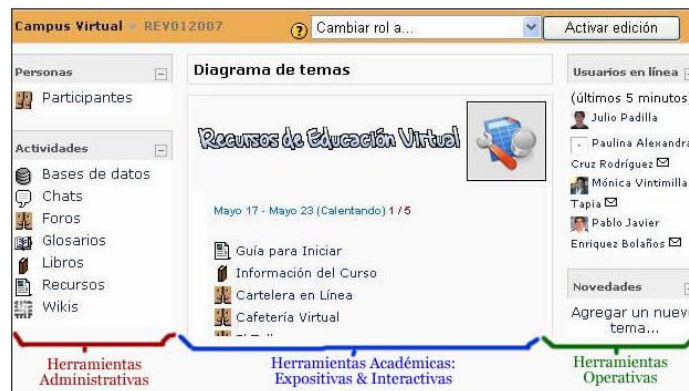 Campus Virtual » REV012007
Cambiar rol a...
Activar edición
Personas
Participantes
Actividades
Bases de datos
Chats
Foros
Glosarios
Libros
Recursos
Wikis
Diagrama de temas
Recursos de Educación Virtual
Mayo 17 - Mayo 23 (Calentando) 1 / 5
Guía para Iniciar
Información del Curso
Cartelera en Línea
Cafetería Virtual
Usuarios en línea
(últimos 5 minutos)
Julio Padilla
Paulina Alexandra
Cruz Rodríguez
Mónica Vintimilla
Tapia
Pablo Javier
Enriquez Bolaños
Novedades
Agregar un nuevo
tema...
Herramientas
Administrativas
Herramientas Académicas:
Expositivas & Interactivas
Herramientas
Operativas